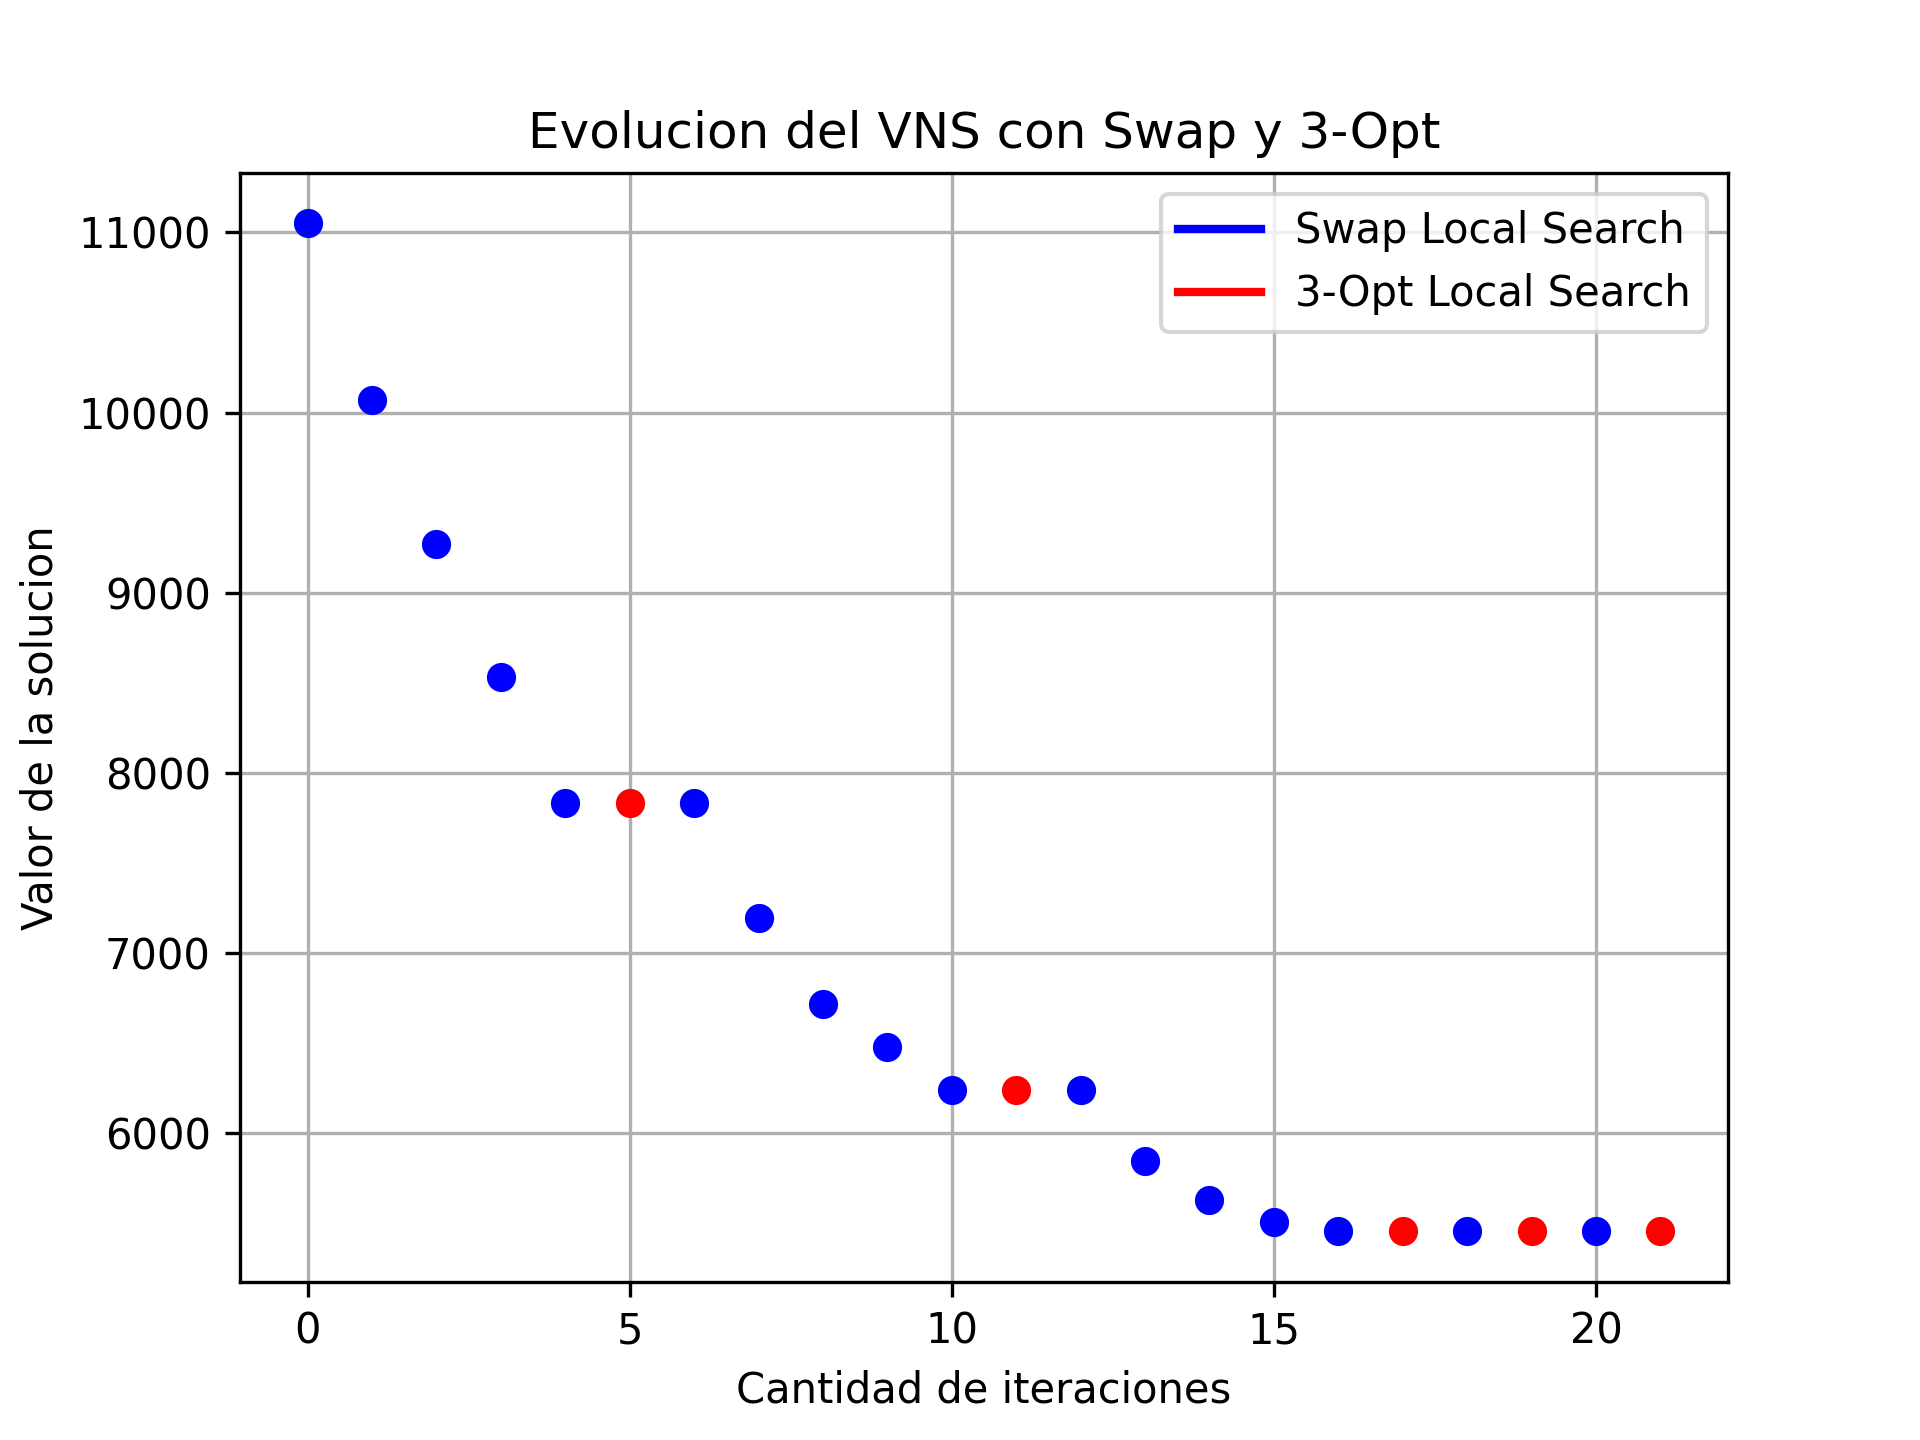 Evolucion del VNS con Swap y 3-Opt
Swap Local Search
3-Opt Local Search
11000
10000
9000
8000
7000
6000
Valor de la solucion
0 5 10 15 20
Cantidad de iteraciones